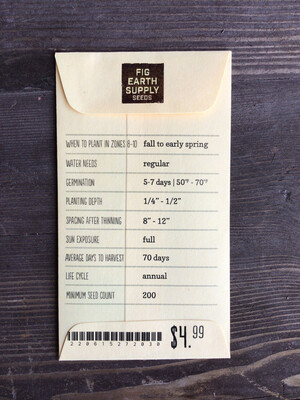 FIG
EARTH
SUPPLY
SEEDS
WHEN TO PLANT IN ZONES 8-10 fall to early spring
WATER NEEDS regular
GERMINATION 5-7 days | 50°F - 70°F
PLANTING DEPTH 1/4" - 1/2"
SPACING AFTER THINNING 8" - 12"
SUN EXPOSURE full
AVERAGE DAYS TO HARVEST 70 days
LIFE CYCLE annual
MINIMUM SEED COUNT 200
$4.99